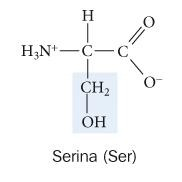 H
O
H₃N⁺—C—C
O⁻
CH₂
OH
Serina (Ser)